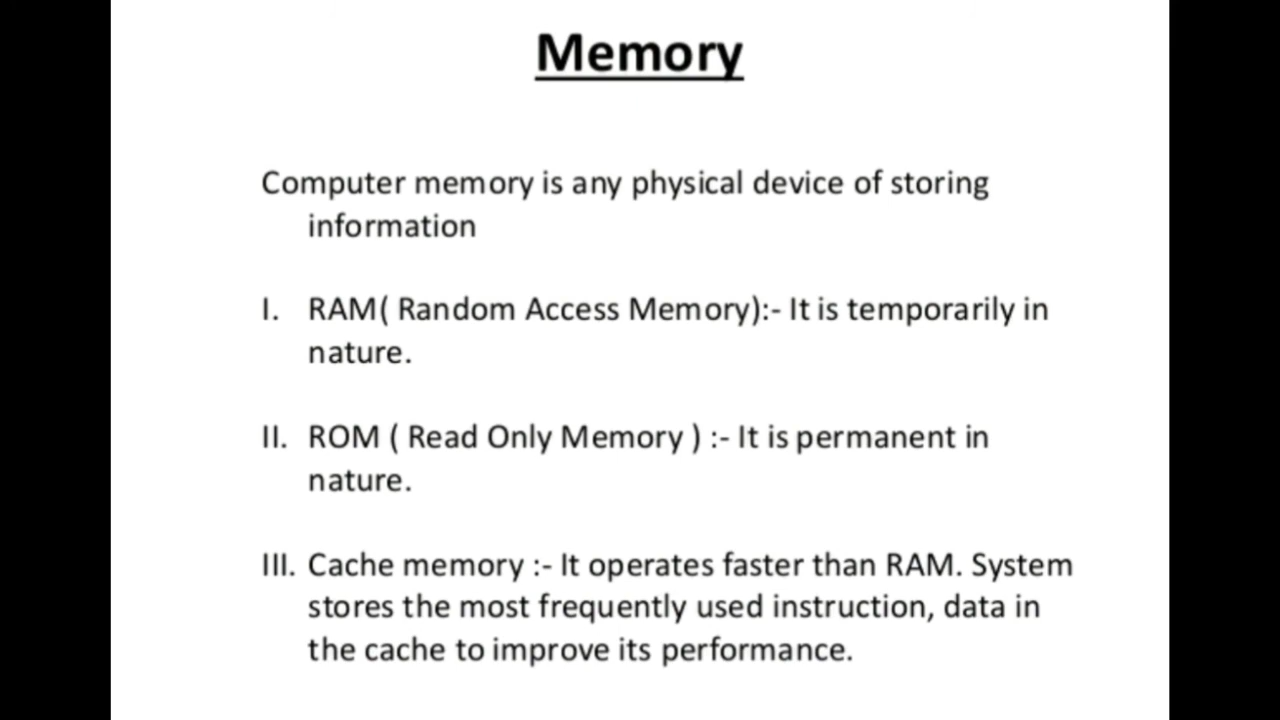 Memory
Computer memory is any physical device of storing
information
I. RAM( Random Access Memory):- It is temporarily in
nature.
II. ROM ( Read Only Memory ) :- It is permanent in
nature.
III. Cache memory :- It operates faster than RAM. System
stores the most frequently used instruction, data in
the cache to improve its performance.